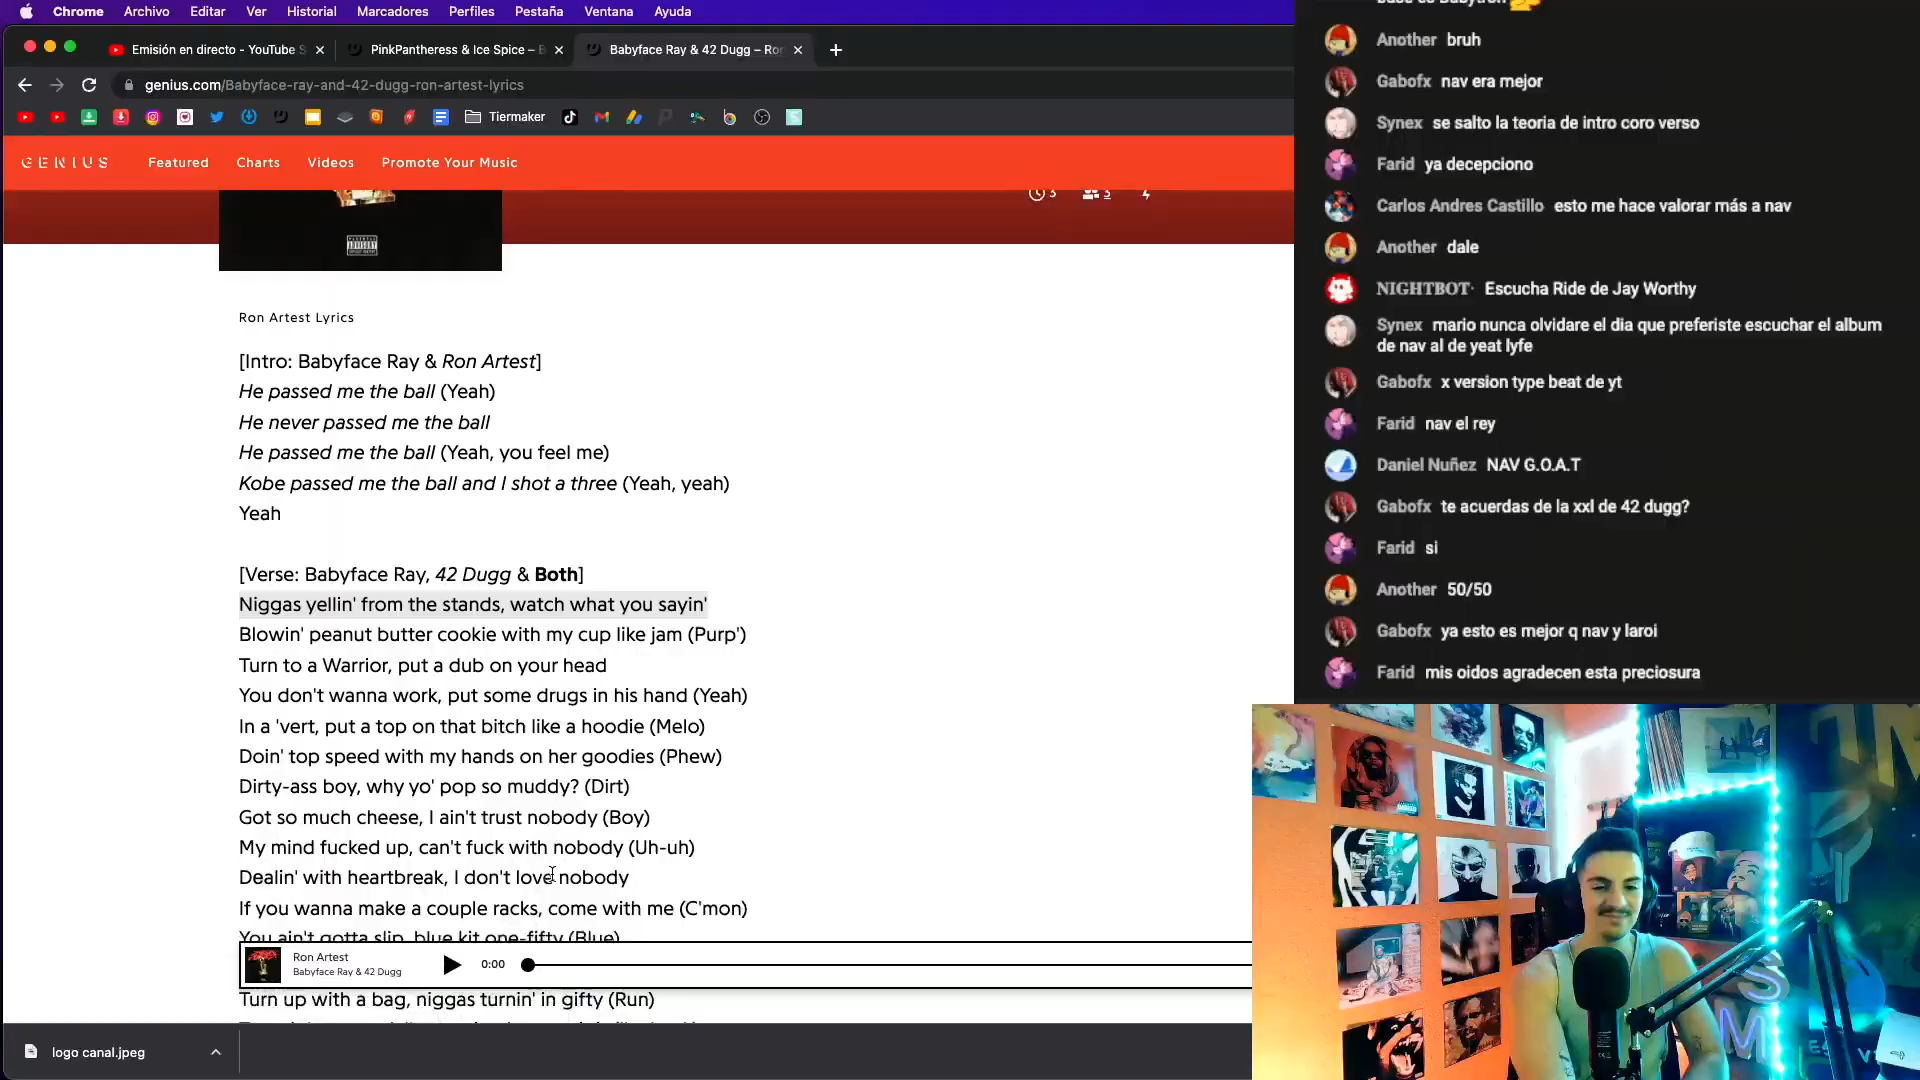 Chrome Archivo Editar Ver Historial Marcadores Perfiles Pestaña Ventana Ayuda
Emisión en directo - YouTube S
PinkPantheress & Ice Spice – B
Babyface Ray & 42 Dugg – Ron
genius.com/Babyface-ray-and-42-dugg-ron-artest-lyrics
Tiermaker
GENIUS Featured Charts Videos Promote Your Music
3 3
Ron Artest Lyrics
[Intro: Babyface Ray & Ron Artest]
He passed me the ball (Yeah)
He never passed me the ball
He passed me the ball (Yeah, you feel me)
Kobe passed me the ball and I shot a three (Yeah, yeah)
Yeah
[Verse: Babyface Ray, 42 Dugg & Both]
Niggas yellin' from the stands, watch what you sayin'
Blowin' peanut butter cookie with my cup like jam (Purp')
Turn to a Warrior, put a dub on your head
You don't wanna work, put some drugs in his hand (Yeah)
In a 'vert, put a top on that bitch like a hoodie (Melo)
Doin' top speed with my hands on her goodies (Phew)
Dirty-ass boy, why yo' pop so muddy? (Dirt)
Got so much cheese, I ain't trust nobody (Boy)
My mind fucked up, can't fuck with nobody (Uh-uh)
Dealin' with heartbreak, I don't love nobody
If you wanna make a couple racks, come with me (C'mon)
You ain't gotta slip, blue kit one-fifty (Blue)
Ron Artest
Babyface Ray & 42 Dugg
0:00
Turn up with a bag, niggas turnin' in gifty (Run)
logo canal.jpeg
Another bruh
Gabofx nav era mejor
Synex se salto la teoria de intro coro verso
Farid ya decepciono
Carlos Andres Castillo esto me hace valorar más a nav
Another dale
NIGHTBOT· Escucha Ride de Jay Worthy
Synex mario nunca olvidare el dia que preferiste escuchar el album
de nav al de yeat lyfe
Gabofx x version type beat de yt
Farid nav el rey
Daniel Nuñez NAV G.O.A.T
Gabofx te acuerdas de la xxl de 42 dugg?
Farid si
Another 50/50
Gabofx ya esto es mejor q nav y laroi
Farid mis oidos agradecen esta preciosura